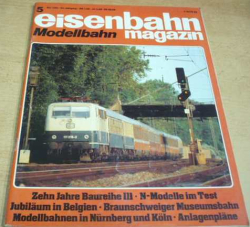 5
eisenbahn
Modellbahn magazin
Zehn Jahre Baureihe 111 · N-Modelle im Test
Jubiläum in Belgien · Braunschweiger Museumsbahn
Modellbahnen in Nürnberg und Köln · Anlagenpläne